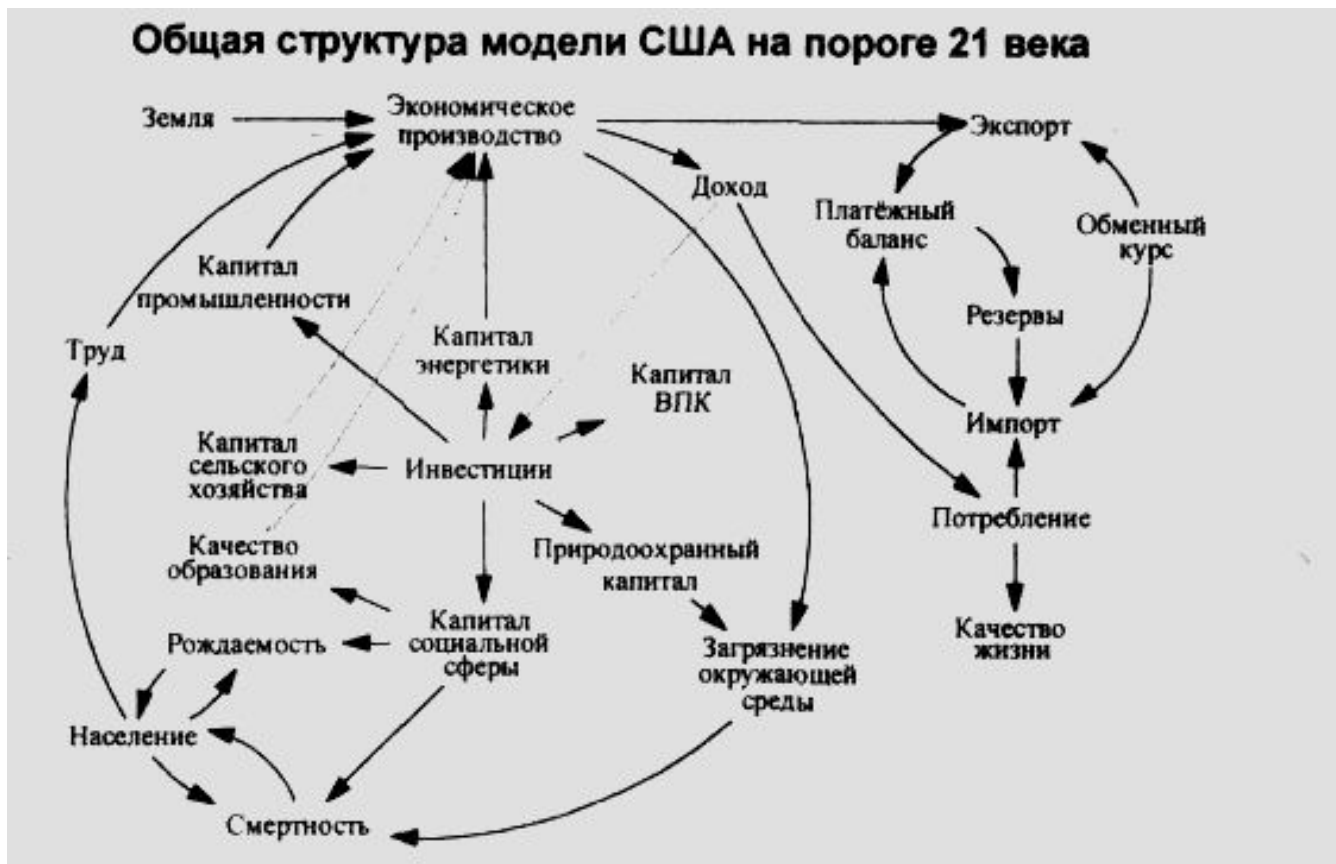 Общая структура модели США на пороге 21 века
Земля
Экономическое
производство
Экспорт
Доход
Платёжный
баланс
Обменный
курс
Капитал
промышленности
Резервы
Труд
Капитал
энергетики
Капитал
ВПК
Импорт
Капитал
сельского
хозяйства
Инвестиции
Потребление
Качество
образования
Природоохранный
капитал
Капитал
социальной
сферы
Рождаемость
Загрязнение
окружающей
среды
Качество
жизни
Население
Смертность